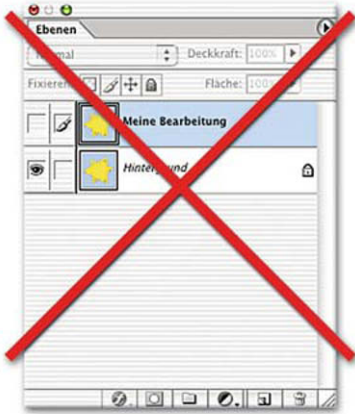 Ebenen
Normal Deckkraft: 100%
Fixieren: Fläche: 100%
Meine Bearbeitung
Hintergrund